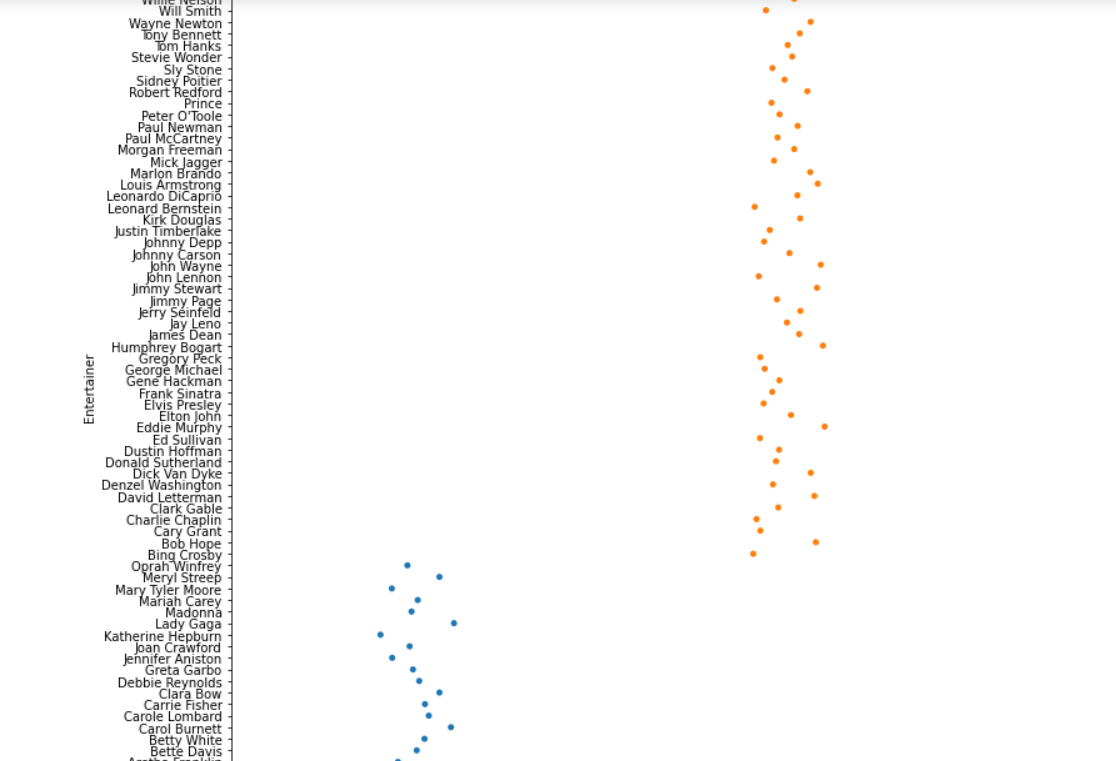 Willie Nelson
Will Smith
Wayne Newton
Tony Bennett
Tom Hanks
Stevie Wonder
Sly Stone
Sidney Poitier
Robert Redford
Prince
Peter O'Toole
Paul Newman
Paul McCartney
Morgan Freeman
Mick Jagger
Marlon Brando
Louis Armstrong
Leonardo DiCaprio
Leonard Bernstein
Kirk Douglas
Justin Timberlake
Johnny Depp
Johnny Carson
John Wayne
John Lennon
Jimmy Stewart
Jimmy Page
Jerry Seinfeld
Jay Leno
James Dean
Humphrey Bogart
Gregory Peck
George Michael
Gene Hackman
Frank Sinatra
Elvis Presley
Elton John
Eddie Murphy
Ed Sullivan
Dustin Hoffman
Donald Sutherland
Dick Van Dyke
Denzel Washington
David Letterman
Clark Gable
Charlie Chaplin
Cary Grant
Bob Hope
Bing Crosby
Oprah Winfrey
Meryl Streep
Mary Tyler Moore
Mariah Carey
Madonna
Lady Gaga
Katherine Hepburn
Joan Crawford
Jennifer Aniston
Greta Garbo
Debbie Reynolds
Clara Bow
Carrie Fisher
Carole Lombard
Carol Burnett
Betty White
Bette Davis
Aretha Franklin
Entertainer